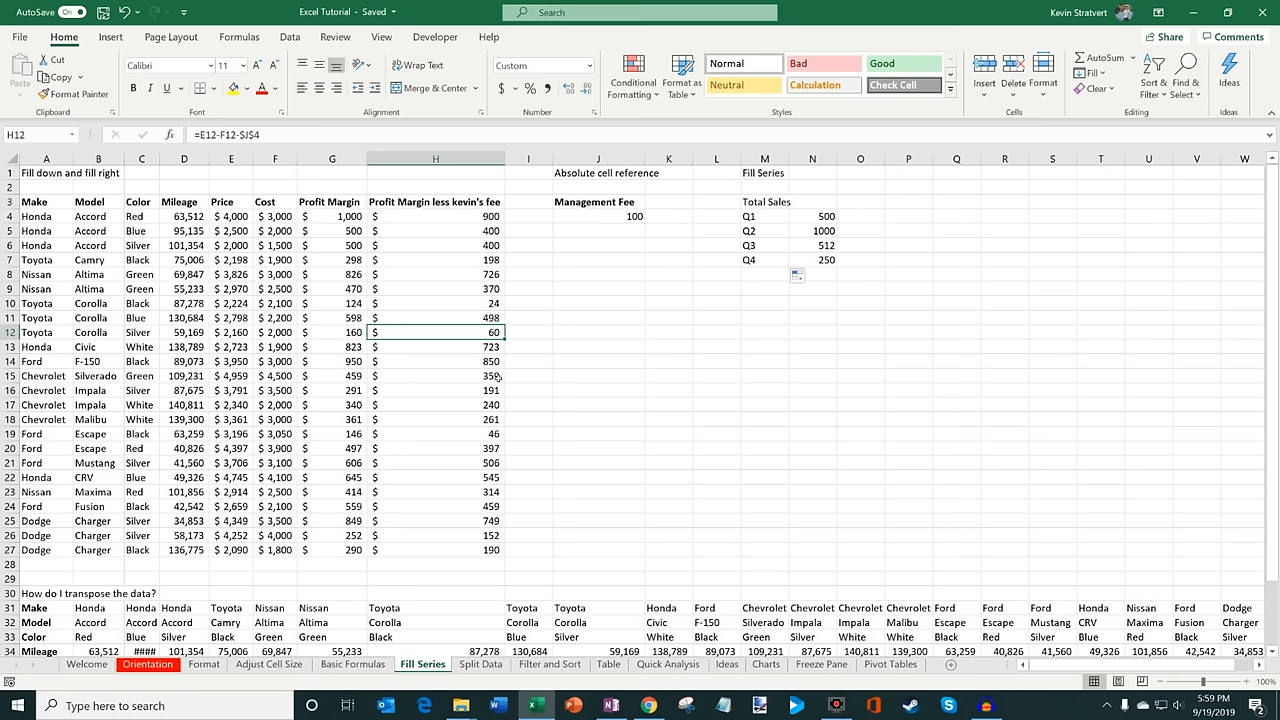 AutoSave On Excel Tutorial - Saved Search Kevin Stratvert
File Home Insert Page Layout Formulas Data Review View Developer Help Share Comments
Paste Cut Copy Format Painter Clipboard
Calibri 11 A A B I U A Font
Wrap Text Merge & Center Alignment
Custom $ % Number
Conditional Formatting Format as Table Normal Bad Good Neutral Calculation Check Cell Styles
Insert Delete Format Cells
AutoSum Fill Clear Sort & Filter Find & Select Editing
Ideas Ideas
H12 fx =E12-F12-$J$4
A B C D E F G H I J K L M N O P Q R S T U V W
1 Fill down and fill right Absolute cell reference Fill Series
2
3 Make Model Color Mileage Price Cost Profit Margin Profit Margin less kevin's fee Management Fee Total Sales
4 Honda Accord Red 63,512 $ 4,000 $ 3,000 $ 1,000 $ 900 100 Q1 500
5 Honda Accord Blue 95,135 $ 2,500 $ 2,000 $ 500 $ 400 Q2 1000
6 Honda Accord Silver 101,354 $ 2,000 $ 1,500 $ 500 $ 400 Q3 512
7 Toyota Camry Black 75,006 $ 2,198 $ 1,900 $ 298 $ 198 Q4 250
8 Nissan Altima Green 69,847 $ 3,826 $ 3,000 $ 826 $ 726
9 Nissan Altima Green 55,233 $ 2,970 $ 2,500 $ 470 $ 370
10 Toyota Corolla Black 87,278 $ 2,224 $ 2,100 $ 124 $ 24
11 Toyota Corolla Blue 130,684 $ 2,798 $ 2,200 $ 598 $ 498
12 Toyota Corolla Silver 59,169 $ 2,160 $ 2,000 $ 160 $ 60
13 Honda Civic White 138,789 $ 2,723 $ 1,900 $ 823 $ 723
14 Ford F-150 Black 89,073 $ 3,950 $ 3,000 $ 950 $ 850
15 Chevrolet Silverado Green 109,231 $ 4,959 $ 4,500 $ 459 $ 359
16 Chevrolet Impala Silver 87,675 $ 3,791 $ 3,500 $ 291 $ 191
17 Chevrolet Impala White 140,811 $ 2,340 $ 2,000 $ 340 $ 240
18 Chevrolet Malibu White 139,300 $ 3,361 $ 3,000 $ 361 $ 261
19 Ford Escape Black 63,259 $ 3,196 $ 3,050 $ 146 $ 46
20 Ford Escape Red 40,826 $ 4,397 $ 3,900 $ 497 $ 397
21 Ford Mustang Silver 41,560 $ 3,706 $ 3,100 $ 606 $ 506
22 Honda CRV Blue 49,326 $ 4,745 $ 4,100 $ 645 $ 545
23 Nissan Maxima Red 101,856 $ 2,914 $ 2,500 $ 414 $ 314
24 Ford Fusion Black 42,542 $ 2,659 $ 2,100 $ 559 $ 459
25 Dodge Charger Silver 34,853 $ 4,349 $ 3,500 $ 849 $ 749
26 Dodge Charger Silver 58,173 $ 4,252 $ 4,000 $ 252 $ 152
27 Dodge Charger Black 136,775 $ 2,090 $ 1,800 $ 290 $ 190
28
29
30 How do I transpose the data?
31 Make Honda Honda Honda Toyota Nissan Nissan Toyota Toyota Toyota Honda Ford Chevrolet Chevrolet Chevrolet Chevrolet Ford Ford Ford Honda Nissan Ford Dodge
32 Model Accord Accord Accord Camry Altima Altima Corolla Corolla Corolla Civic F-150 Silverado Impala Impala Malibu Escape Escape Mustang CRV Maxima Fusion Charger
33 Color Red Blue Silver Black Green Green Black Blue Silver White Black Green Silver White White Black Red Silver Blue Red Black Silver
34 Mileage 63,512 #### 101,354 75,006 69,847 55,233 87,278 130,684 59,169 138,789 89,073 109,231 87,675 140,811 139,300 63,259 40,826 41,560 49,326 101,856 42,542 34,853
Welcome Orientation Format Adjust Cell Size Basic Formulas Fill Series Split Data Filter and Sort Table Quick Analysis Ideas Charts Freeze Pane Pivot Tables
100%
Type here to search 5:59 PM
9/19/2019